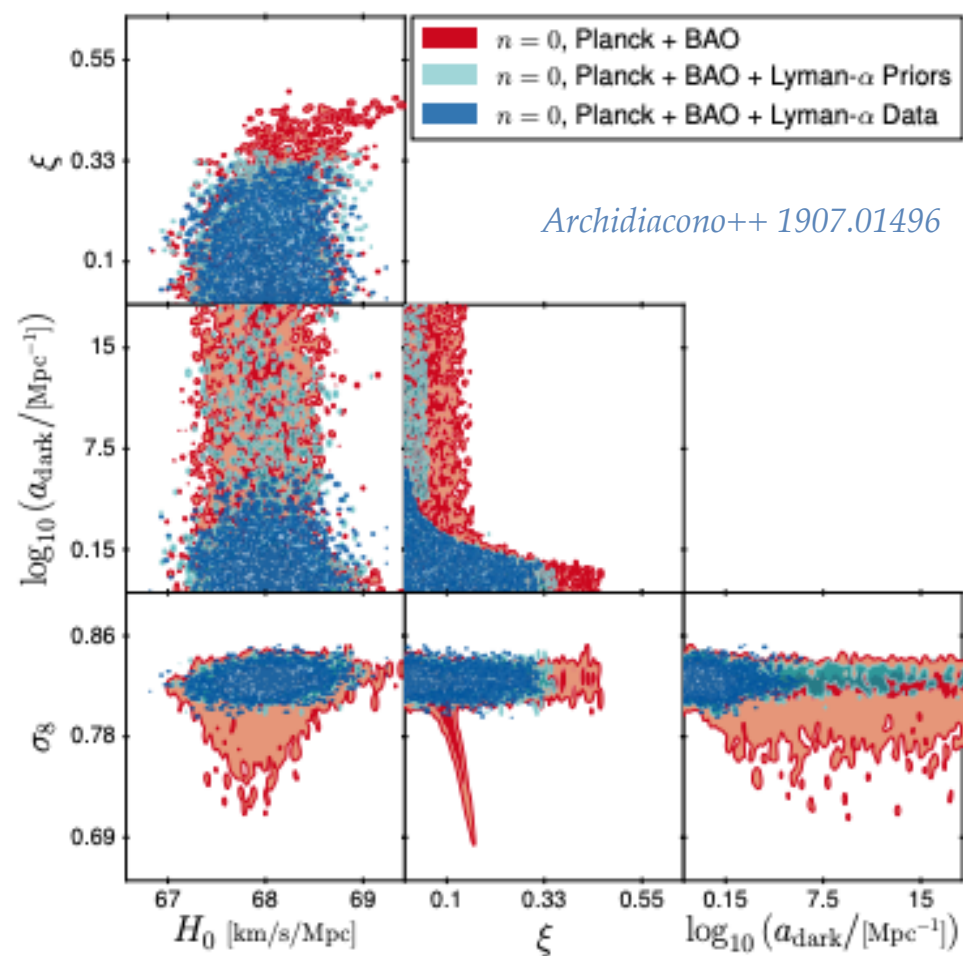 n = 0, Planck + BAO
n = 0, Planck + BAO + Lyman-α Priors
n = 0, Planck + BAO + Lyman-α Data
Archidiacono++ 1907.01496
ξ
0.55
0.33
0.1
log₁₀ (a_dark/[Mpc⁻¹])
15
7.5
0.15
σ₈
0.86
0.78
0.69
67 68 69 0.1 0.33 0.55 0.15 7.5 15
H₀ [km/s/Mpc] ξ log₁₀ (a_dark/[Mpc⁻¹])